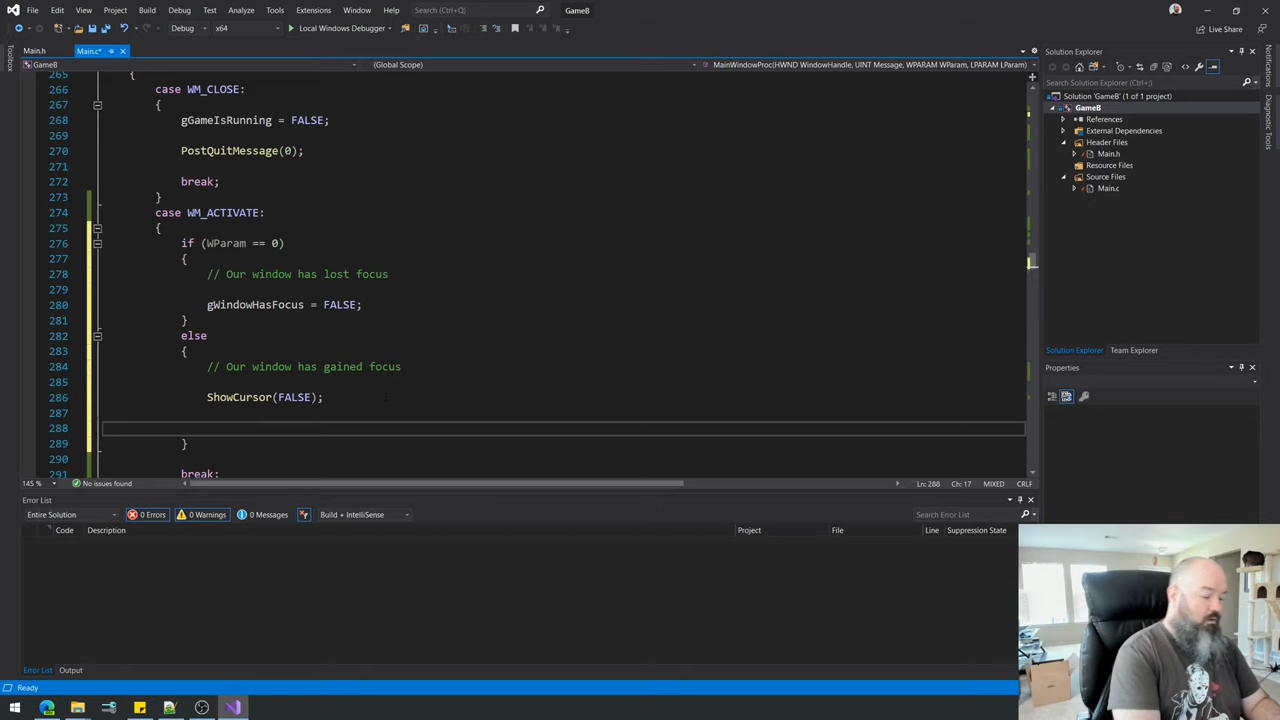 File Edit View Project Build Debug Test Analyze Tools Extensions Window Help Search (Ctrl+Q) GameB
Debug x64 Local Windows Debugger Live Share
Main.h Main.c*
GameB (Global Scope) MainWindowProc(HWND WindowHandle, UINT Message, WPARAM WParam, LPARAM LParam)
265 {
266 case WM_CLOSE:
267 {
268 gGameIsRunning = FALSE;
269
270 PostQuitMessage(0);
271
272 break;
273 }
274 case WM_ACTIVATE:
275 {
276 if (WParam == 0)
277 {
278 // Our window has lost focus
279
280 gWindowHasFocus = FALSE;
281 }
282 else
283 {
284 // Our window has gained focus
285
286 ShowCursor(FALSE);
287
288
289 }
290
291 break;
145 % No issues found Ln: 288 Ch: 17 MIXED CRLF
Error List
Entire Solution 0 Errors 0 Warnings 0 Messages Build + IntelliSense Search Error List
Code Description Project File Line Suppression State
Error List Output
Ready
Toolbox
Solution Explorer
Search Solution Explorer (Ctrl+;)
Solution 'GameB' (1 of 1 project)
GameB
References
External Dependencies
Header Files
Main.h
Resource Files
Source Files
Main.c
Solution Explorer Team Explorer
Properties
Notifications
Diagnostic Tools